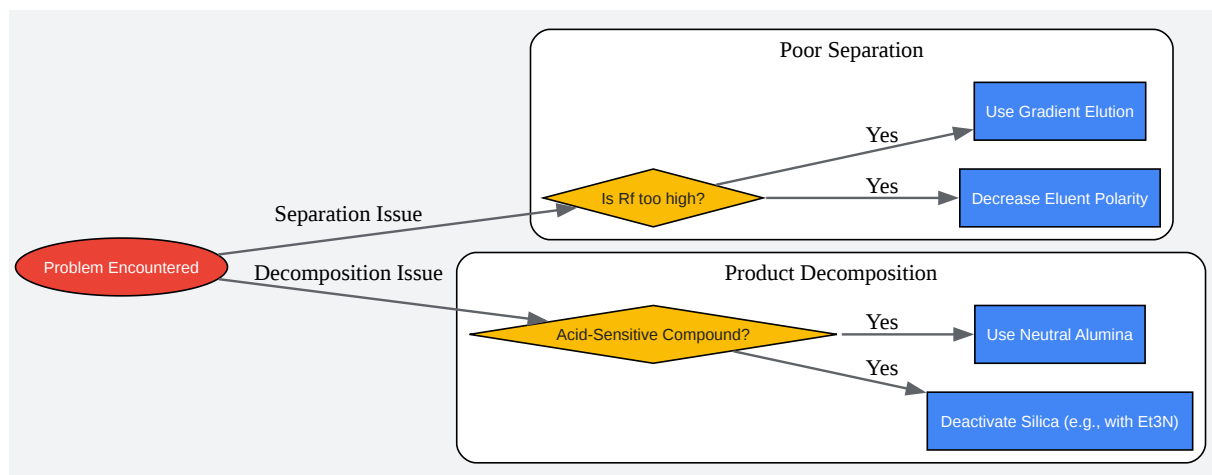 Poor Separation
Use Gradient Elution
Yes
Is Rf too high?
Yes
Decrease Eluent Polarity
Separation Issue
Problem Encountered
Decomposition Issue
Product Decomposition
Acid-Sensitive Compound?
Yes
Use Neutral Alumina
Yes
Deactivate Silica (e.g., with Et3N)